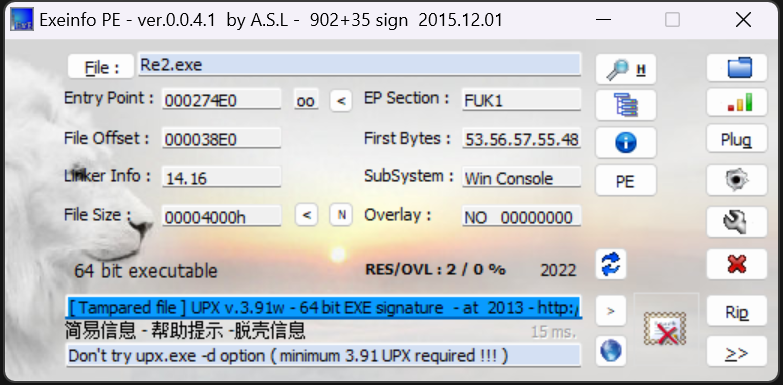 Exeinfo PE - ver.0.0.4.1 by A.S.L - 902+35 sign 2015.12.01
File : Re2.exe H
Entry Point : 000274E0 oo < EP Section : FUK1
File Offset : 000038E0 First Bytes : 53.56.57.55.48 Plug
Linker Info : 14.16 SubSystem : Win Console PE
File Size : 00004000h < N Overlay : NO 00000000
64 bit executable RES/OVL : 2 / 0 % 2022
[ Tampared file ] UPX v.3.91w - 64 bit EXE signature - at 2013 - http:/ > Rip
简易信息 - 帮助提示 -脱壳信息 15 ms.
Don't try upx.exe -d option ( minimum 3.91 UPX required !!! ) >>